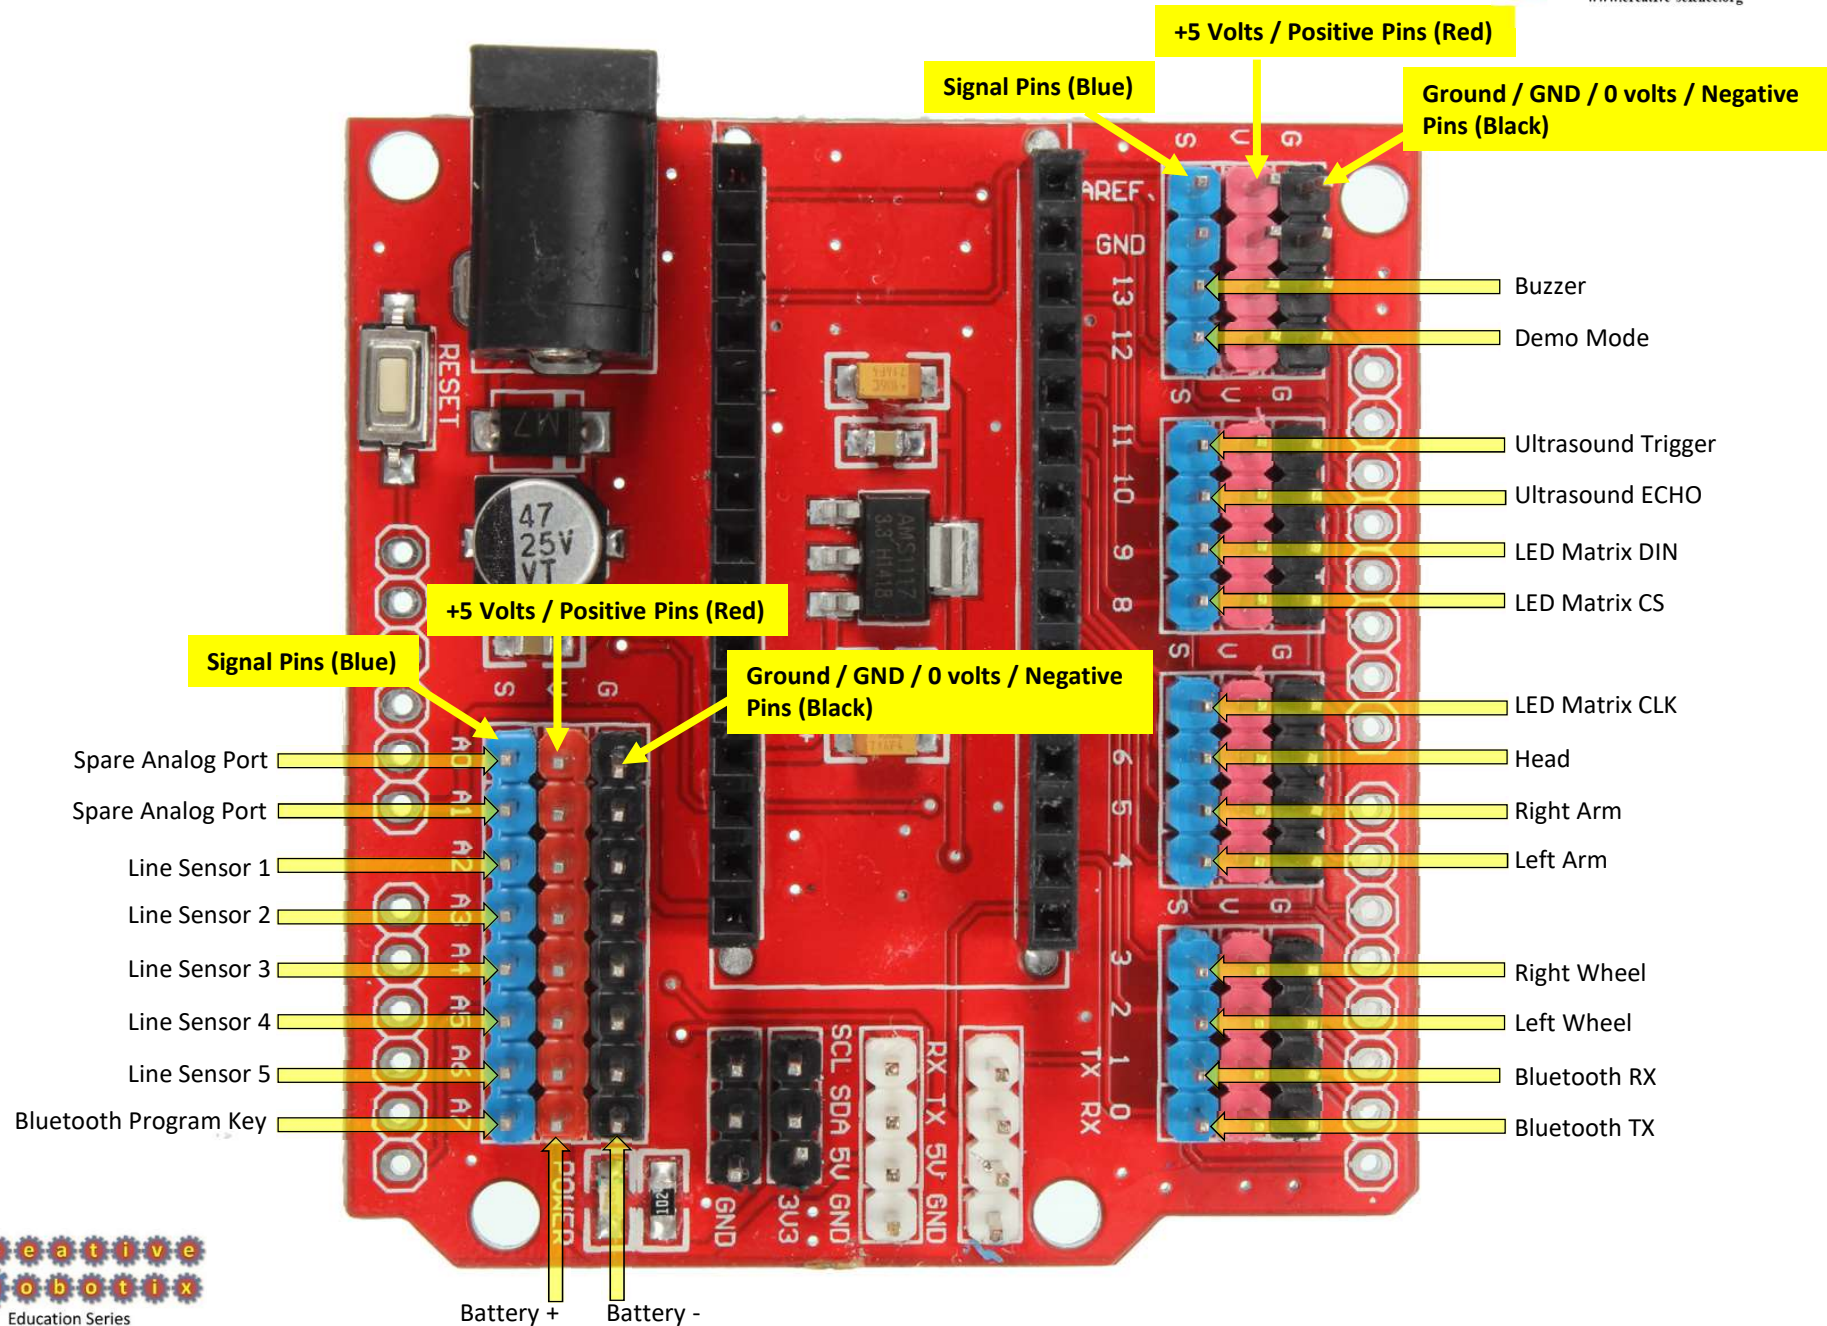 +5 Volts / Positive Pins (Red)
Signal Pins (Blue)
Ground / GND / 0 volts / Negative
Pins (Black)
S V G
AREF
GND
13
Buzzer
12
Demo Mode
RESET
M7
S V G
11
Ultrasound Trigger
10
Ultrasound ECHO
9
LED Matrix DIN
8
LED Matrix CS
47
25V
VT
AMS1117
3.3 H1418
+5 Volts / Positive Pins (Red)
Signal Pins (Blue)
Ground / GND / 0 volts / Negative
Pins (Black)
S V G
S V G
LED Matrix CLK
6
Head
5
Right Arm
4
Left Arm
A0
Spare Analog Port
A1
Spare Analog Port
A2
Line Sensor 1
A3
Line Sensor 2
A4
Line Sensor 3
A5
Line Sensor 4
A6
Line Sensor 5
A7
Bluetooth Program Key
S V G
3
Right Wheel
2
Left Wheel
TX 1
Bluetooth RX
RX 0
Bluetooth TX
SCL SDA 5V GND
RX TX 5V GND
GND
3V3
POWER
102
Battery +
Battery -
eative
obotix
Education Series